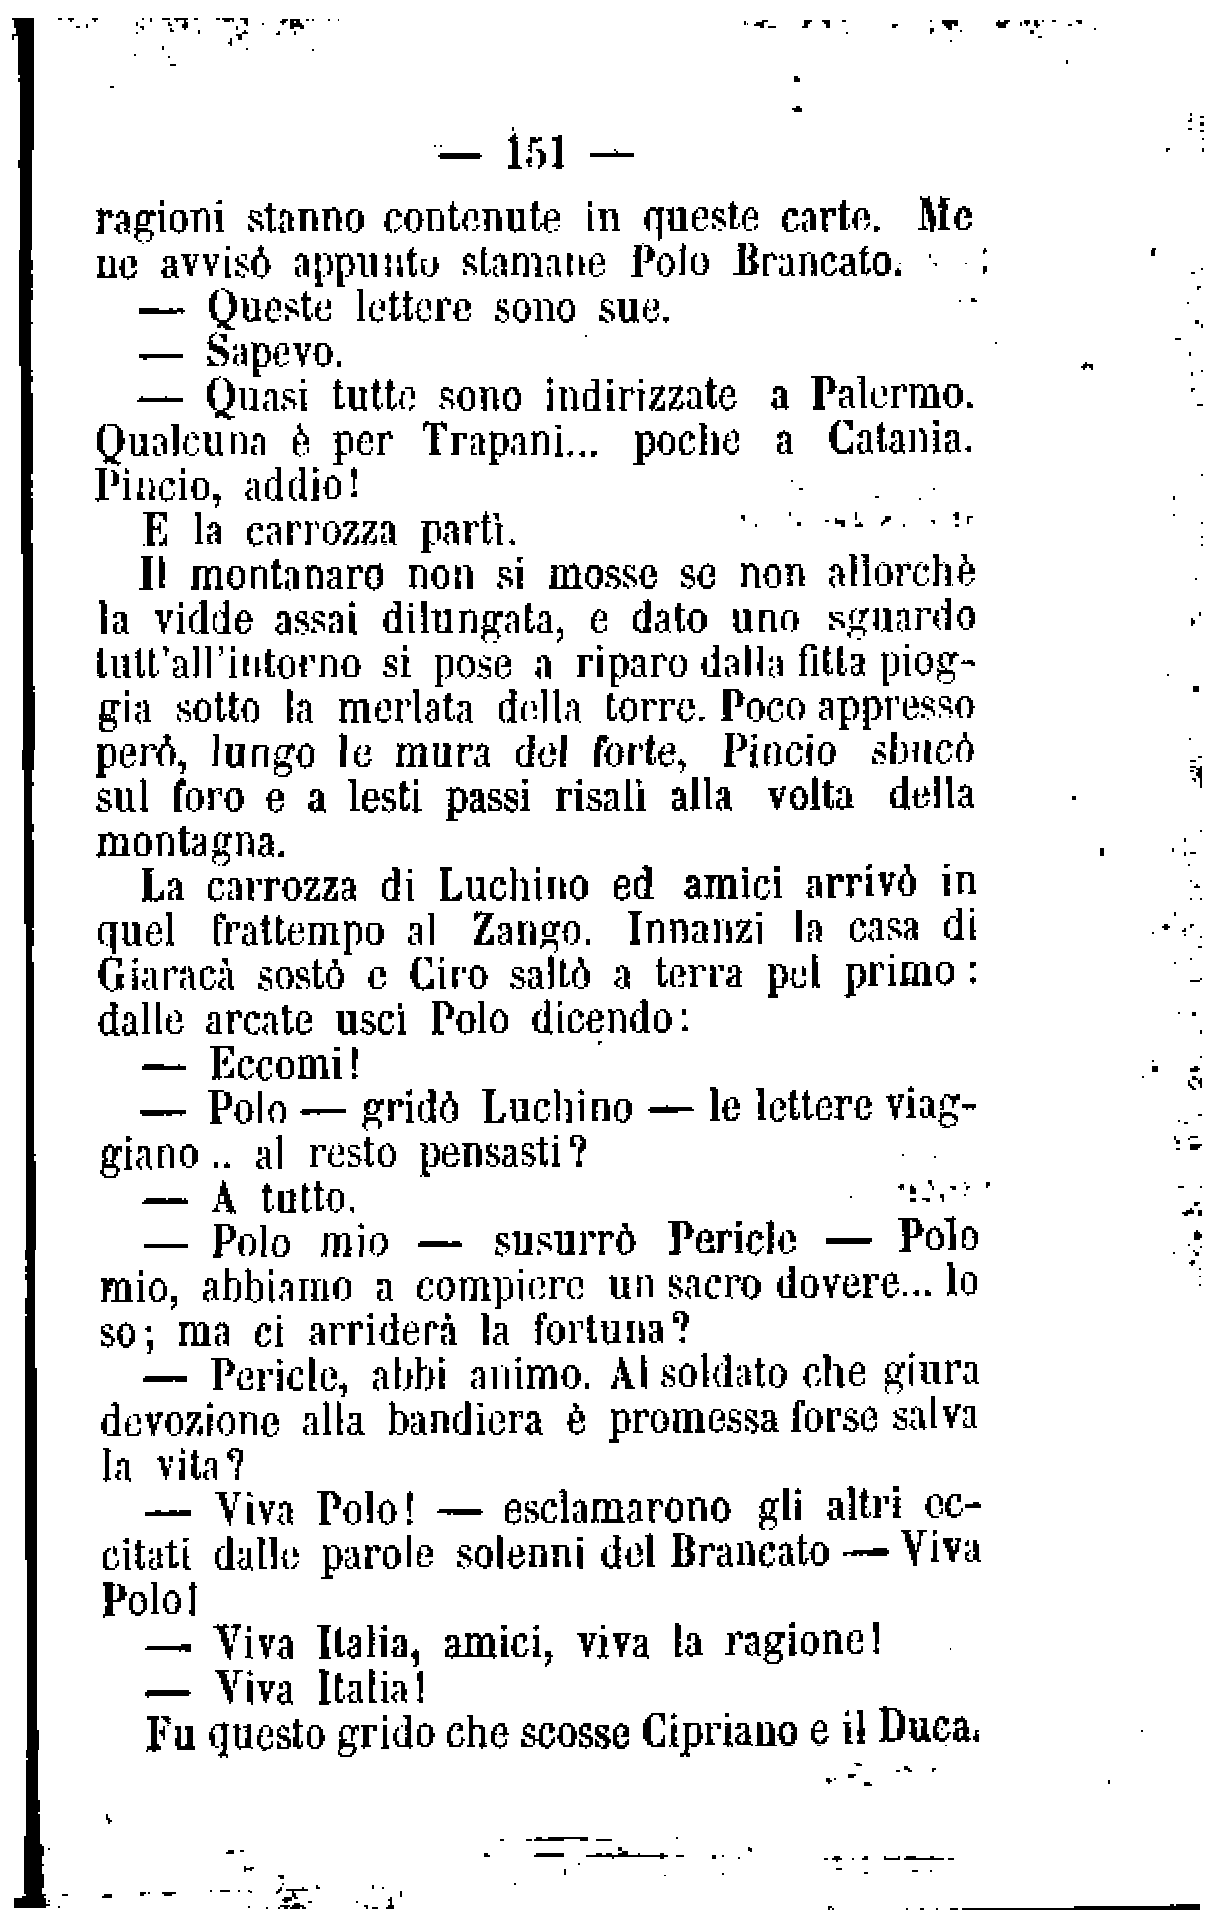 — 151 —
ragioni stanno contenute in queste carte. Me
ne avvisò appunto stamane Polo Brancato.
— Queste lettere sono sue.
— Sapevo.
— Quasi tutte sono indirizzate a Palermo.
Qualcuna è per Trapani... poche a Catania.
Pincio, addio!
E la carrozza partì.
Il montanaro non si mosse se non allorchè
la vidde assai dilungata, e dato uno sguardo
tutt'all'intorno si pose a riparo dalla fitta piog-
gia sotto la merlata della torre. Poco appresso
però, lungo le mura del forte, Pincio sbucò
sul foro e a lesti passi risalì alla volta della
montagna.
La carrozza di Luchino ed amici arrivò in
quel frattempo al Zango. Innanzi la casa di
Giaracà sostò e Ciro saltò a terra pel primo:
dalle arcate uscì Polo dicendo:
— Eccomi!
— Polo — gridò Luchino — le lettere viag-
giano .. al resto pensasti?
— A tutto.
— Polo mio — susurrò Pericle — Polo
mio, abbiamo a compiere un sacro dovere... lo
so; ma ci arriderà la fortuna?
— Pericle, abbi animo. Al soldato che giura
devozione alla bandiera è promessa forse salva
la vita?
— Viva Polo! — esclamarono gli altri ec-
citati dalle parole solenni del Brancato — Viva
Polo!
— Viva Italia, amici, viva la ragione!
— Viva Italia!
Fu questo grido che scosse Cipriano e il Duca.